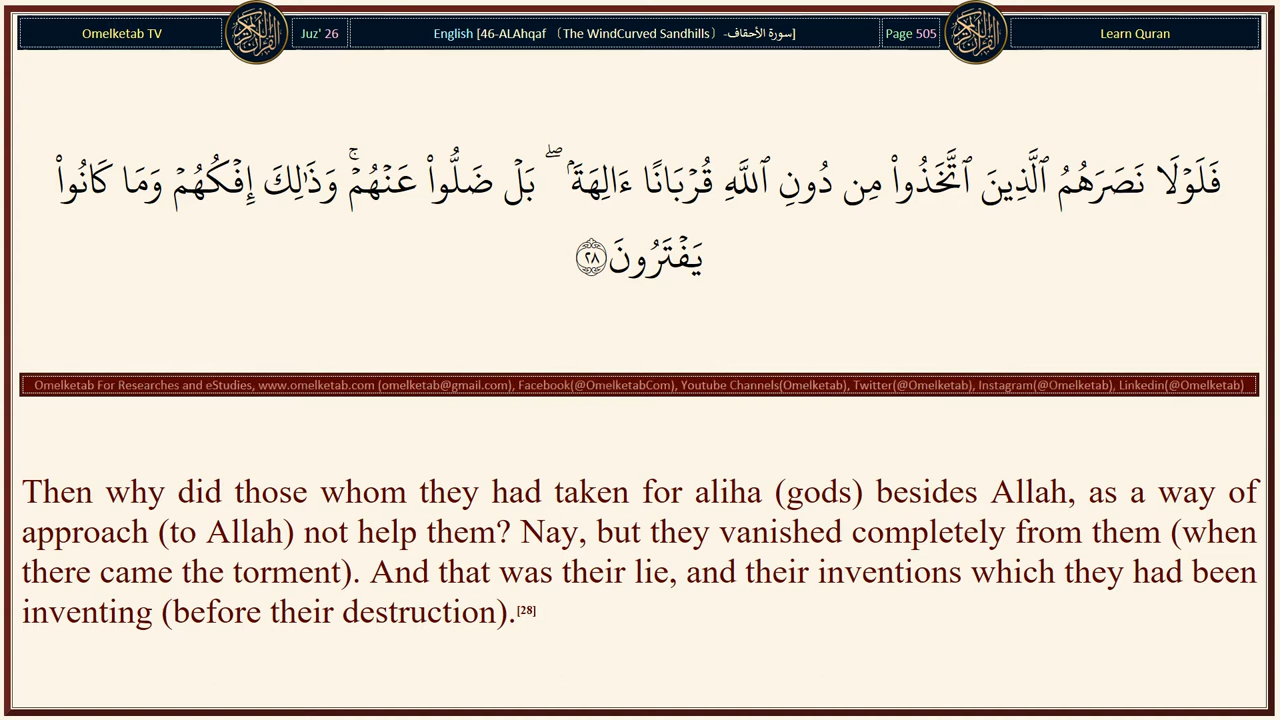 Omelketab TV
Juz' 26
English [46-ALAhqaf （The WindCurved Sandhills）-سورة الأحقاف]
Page 505
Learn Quran
فَلَوۡلَا نَصَرَهُمُ ٱلَّذِينَ ٱتَّخَذُواْ مِن دُونِ ٱللَّهِ قُرۡبَانًا ءَالِهَةَۢۖ بَلۡ ضَلُّواْ عَنۡهُمۡۚ وَذَٰلِكَ إِفۡكُهُمۡ وَمَا كَانُواْ
يَفۡتَرُونَ ٢٨
Omelketab For Researches and eStudies, www.omelketab.com (omelketab@gmail.com), Facebook(@OmelketabCom), Youtube Channels(Omelketab), Twitter(@Omelketab), Instagram(@Omelketab), Linkedin(@Omelketab)
Then why did those whom they had taken for aliha (gods) besides Allah, as a way of
approach (to Allah) not help them? Nay, but they vanished completely from them (when
there came the torment). And that was their lie, and their inventions which they had been
inventing (before their destruction).[28]